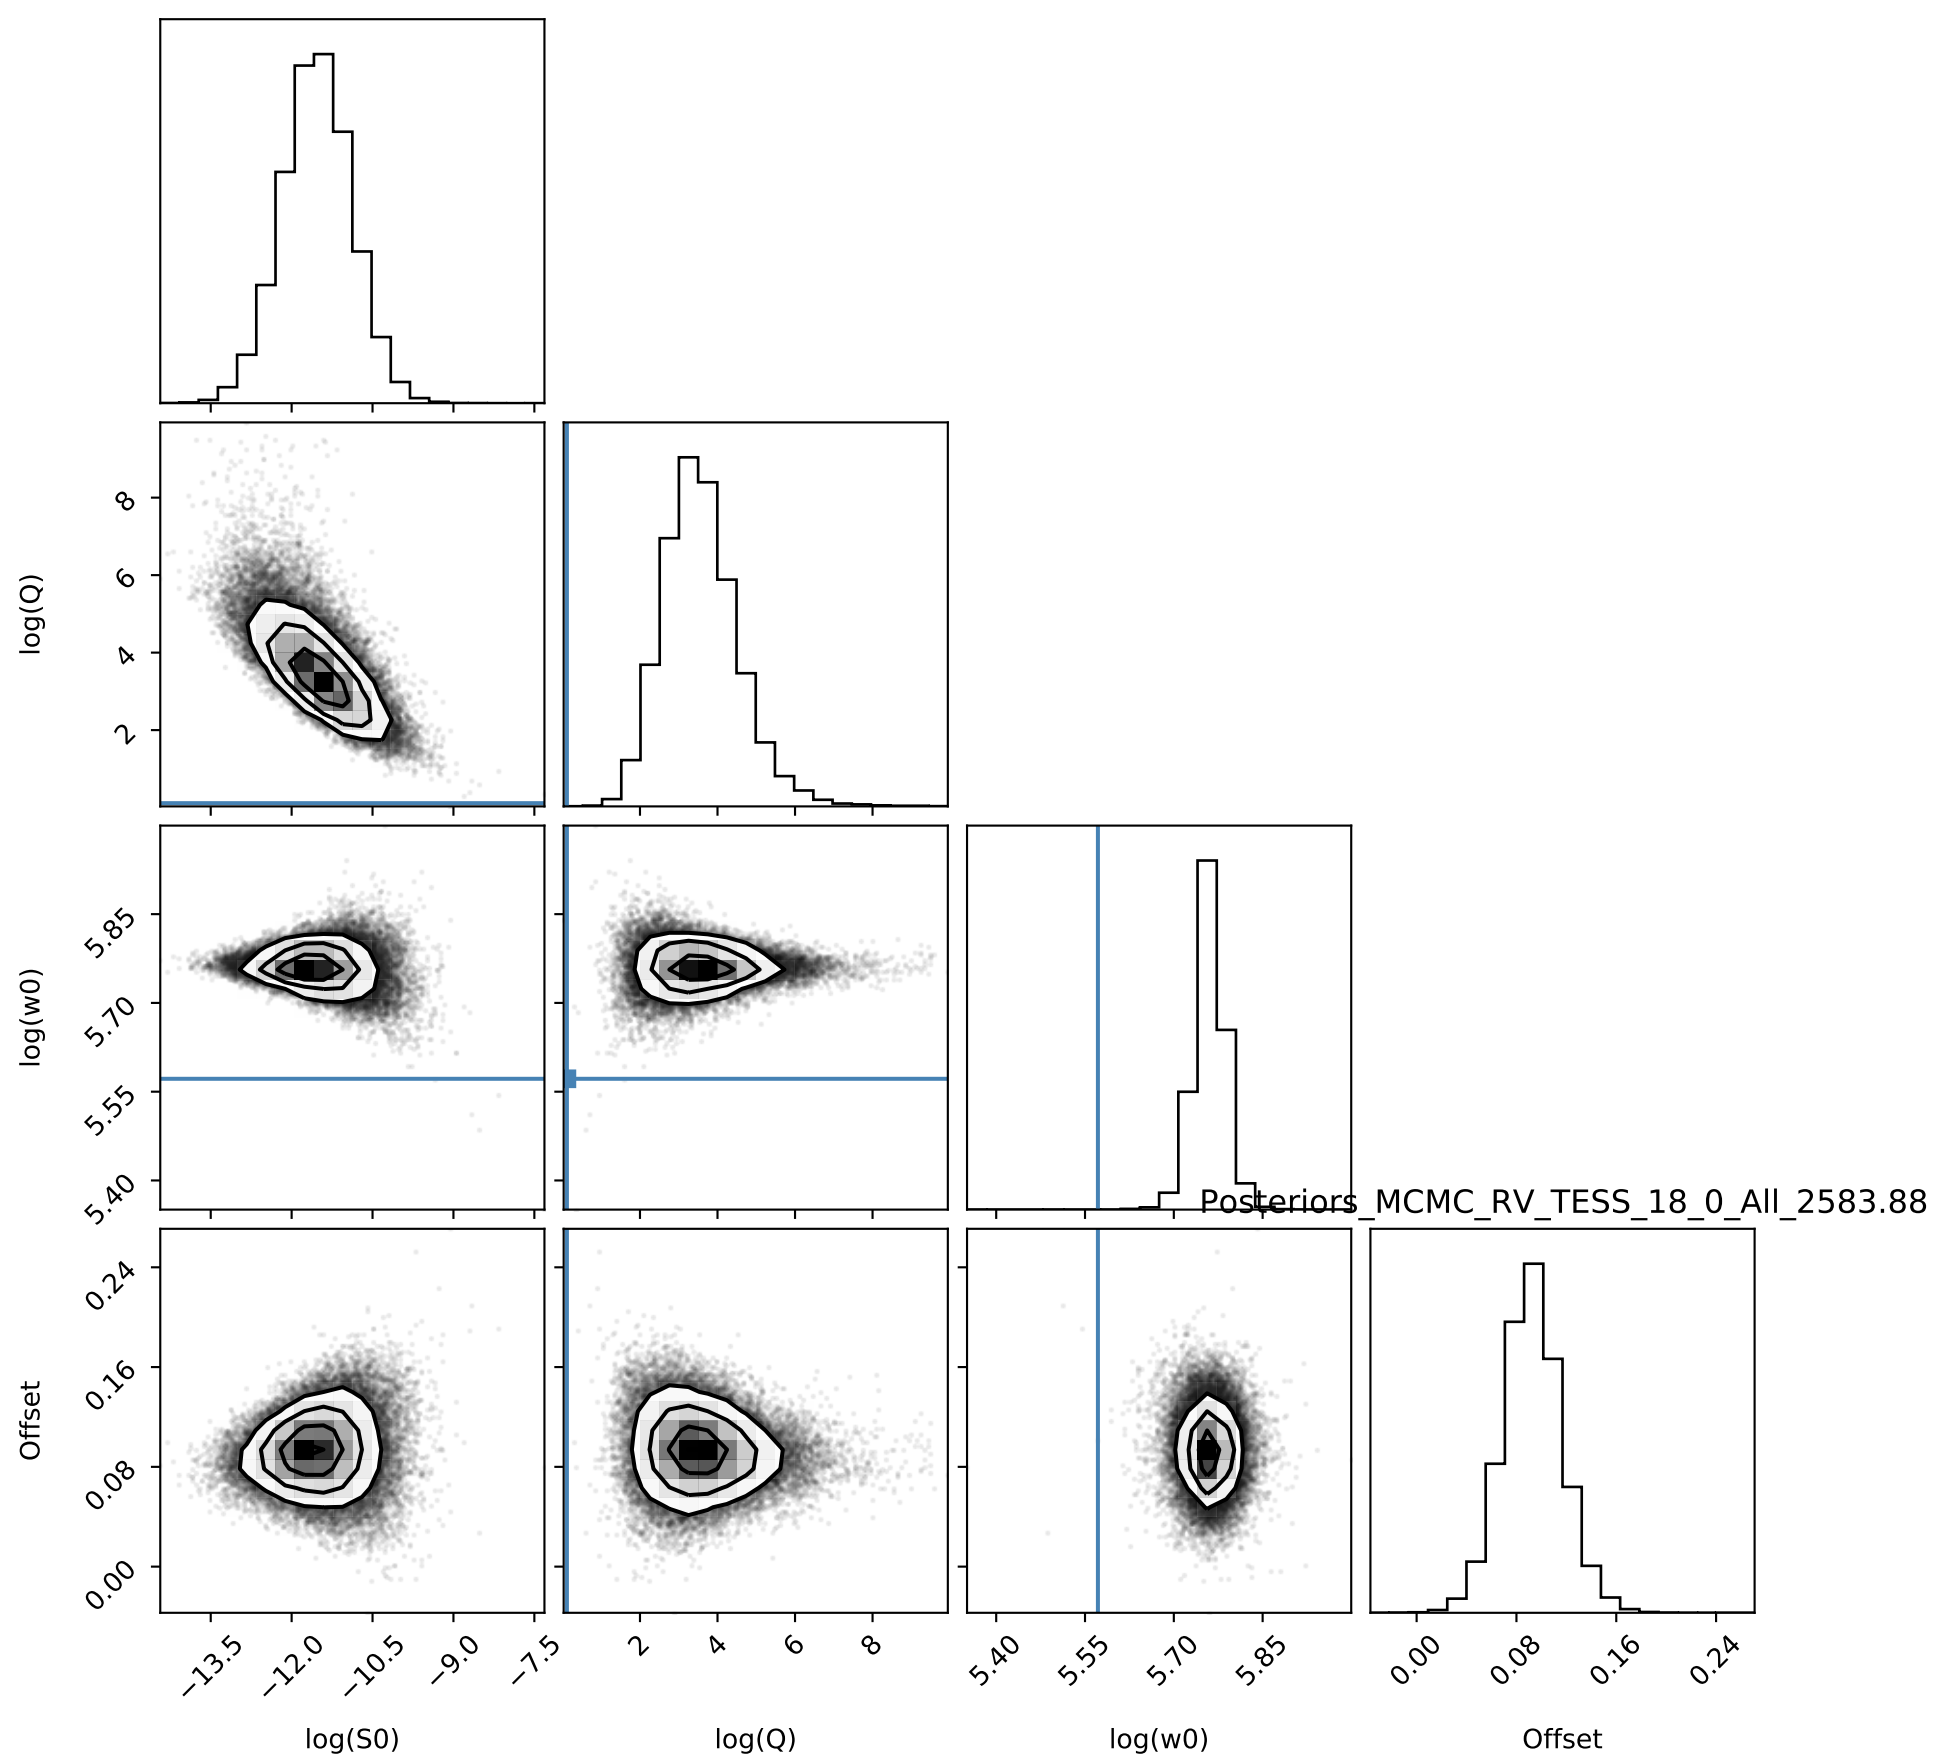 8
6
4
2
log(Q)
5.85
5.70
5.55
5.40
log(w0)
Posteriors_MCMC_RV_TESS_18_0_All_2583.88
0.24
0.16
0.08
0.00
Offset
−13.5 −12.0 −10.5 −9.0 −7.5 2 4 6 8 5.40 5.55 5.70 5.85 0.00 0.08 0.16 0.24
log(S0) log(Q) log(w0) Offset